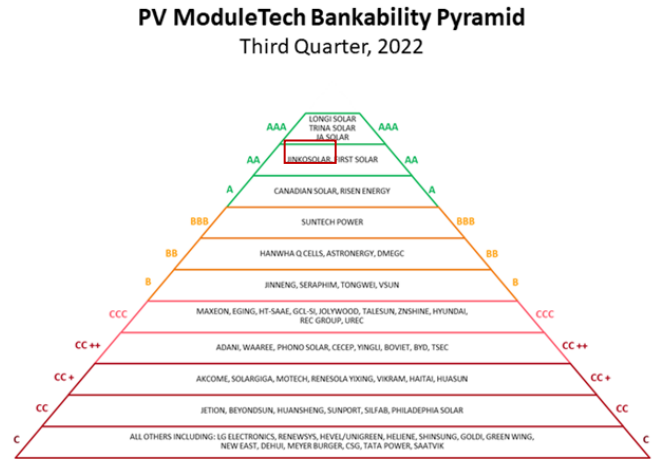 PV ModuleTech Bankability Pyramid
Third Quarter, 2022
AAA LONGI SOLAR AAA
TRINA SOLAR
JA SOLAR
AA JINKOSOLAR, FIRST SOLAR AA
A CANADIAN SOLAR, RISEN ENERGY A
BBB SUNTECH POWER BBB
BB HANWHA Q CELLS, ASTRONERGY, DMEGC BB
B JINNENG, SERAPHIM, TONGWEI, VSUN B
CCC MAXEON, EGING, HT-SAAE, GCL-SI, JOLYWOOD, TALESUN, ZNSHINE, HYUNDAI, CCC
REC GROUP, UREC
CC ++ ADANI, WAAREE, PHONO SOLAR, CECEP, YINGLI, BOVIET, BYD, TSEC CC ++
CC + AKCOME, SOLARGIGA, MOTECH, RENESOLA YIXING, VIKRAM, HAITAI, HUASUN CC +
CC JETION, BEYONDSUN, HUANSHENG, SUNPORT, SILFAB, PHILADEPHIA SOLAR CC
C ALL OTHERS INCLUDING: LG ELECTRONICS, RENEWSYS, HEVEL/UNIGREEN, HELIENE, SHINSUNG, GOLDI, GREEN WING, C
NEW EAST, DEHUI, MEYER BURGER, CSG, TATA POWER, SAATVIK